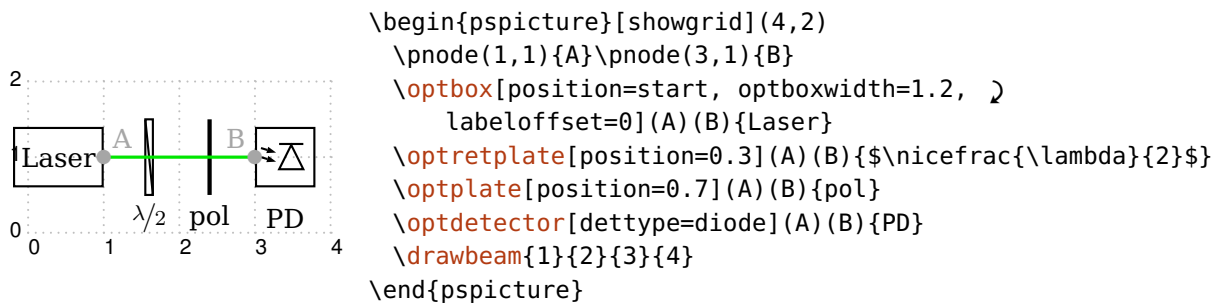 2
1
0
0 1 2 3 4
Laser
A
B
λ/2
pol
PD
\begin{pspicture}[showgrid](4,2)
\pnode(1,1){A}\pnode(3,1){B}
\optbox[position=start, optboxwidth=1.2,
labeloffset=0](A)(B){Laser}
\optretplate[position=0.3](A)(B){$\nicefrac{\lambda}{2}$}
\optplate[position=0.7](A)(B){pol}
\optdetector[dettype=diode](A)(B){PD}
\drawbeam{1}{2}{3}{4}
\end{pspicture}